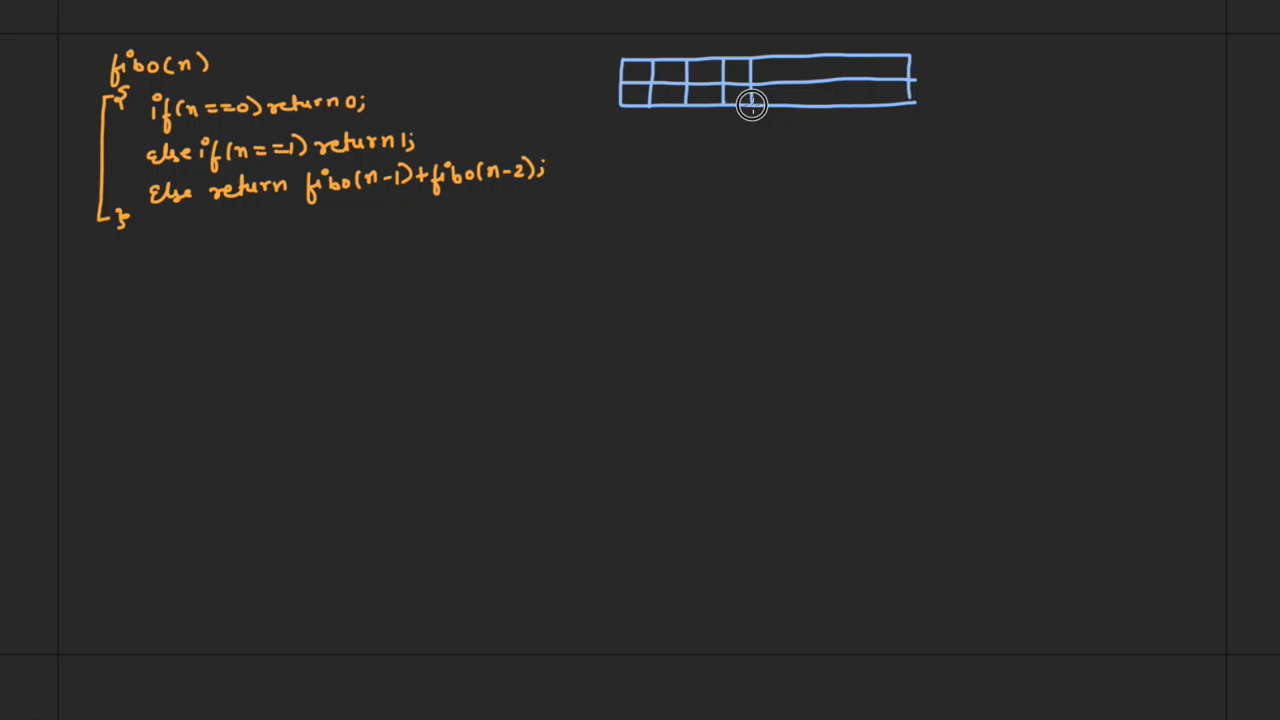 fibo(n)
{
if(n==0) return 0;
else if(n==1) return 1;
Else return fibo(n-1)+fibo(n-2);
}